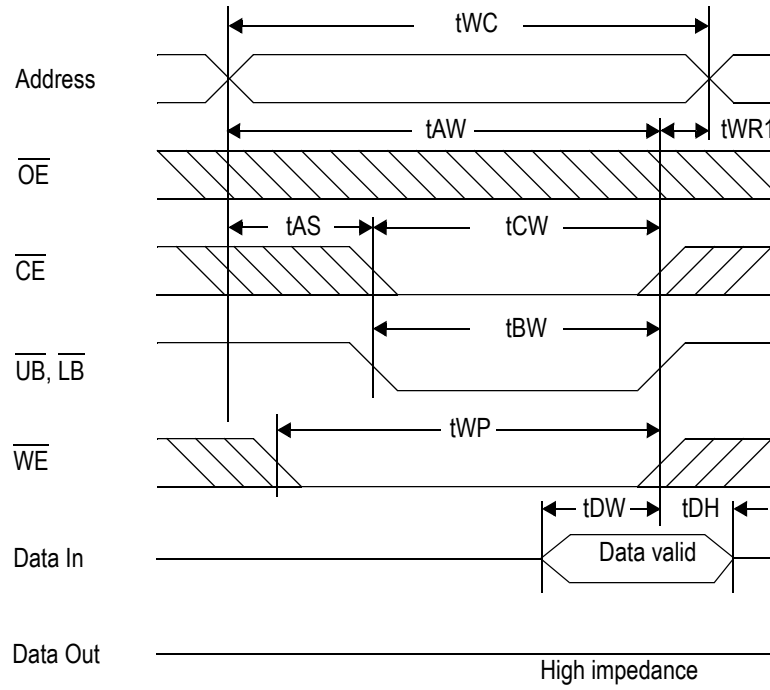 tWC
Address
tAW
tWR1
OE
tAS
tCW
CE
tBW
UB, LB
tWP
WE
tDW
tDH
Data In
Data valid
Data Out
High impedance